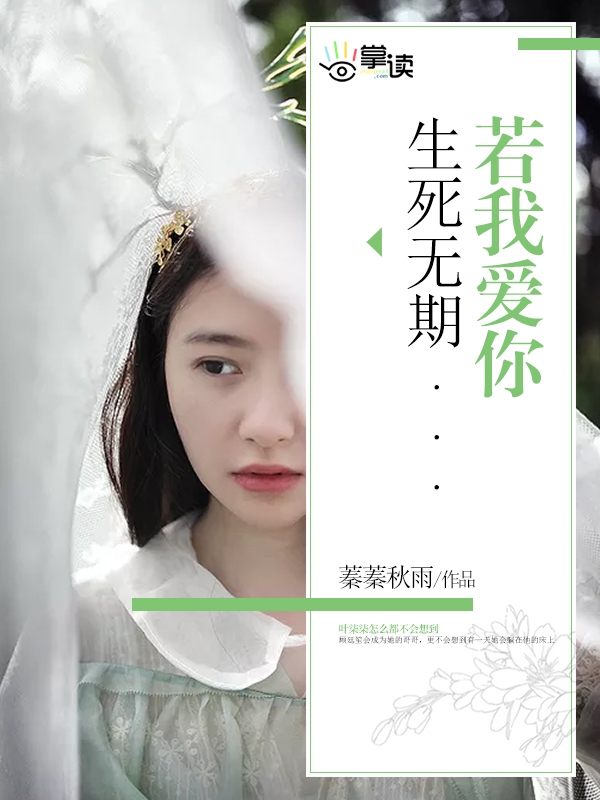 掌读
.com
若我爱你
生死无期
...
蓁蓁秋雨/作品
叶柒柒怎么都不会想到
顾廷星会成为她的哥哥，更不会想到有一天她会躺在他的床上